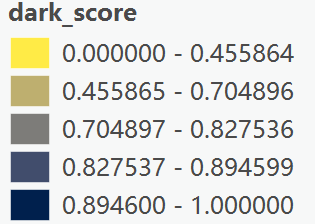 dark_score
0.000000 - 0.455864
0.455865 - 0.704896
0.704897 - 0.827536
0.827537 - 0.894599
0.894600 - 1.000000